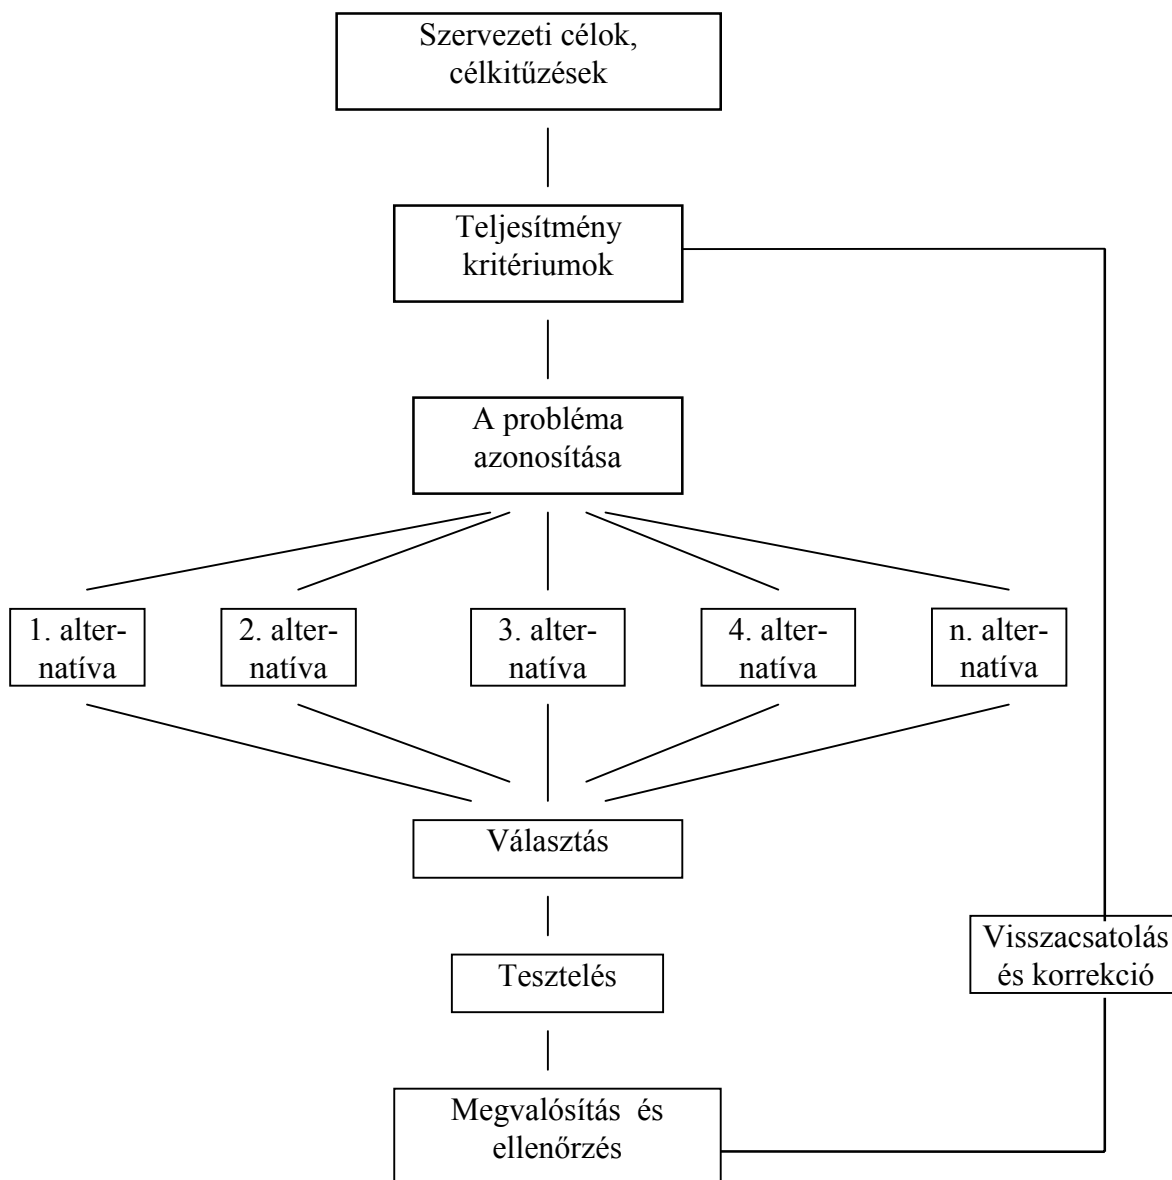 Szervezeti célok,
célkitűzések
Teljesítmény
kritériumok
A probléma
azonosítása
1. alter-
natíva
2. alter-
natíva
3. alter-
natíva
4. alter-
natíva
n. alter-
natíva
Választás
Tesztelés
Visszacsatolás
és korrekció
Megvalósítás és
ellenőrzés